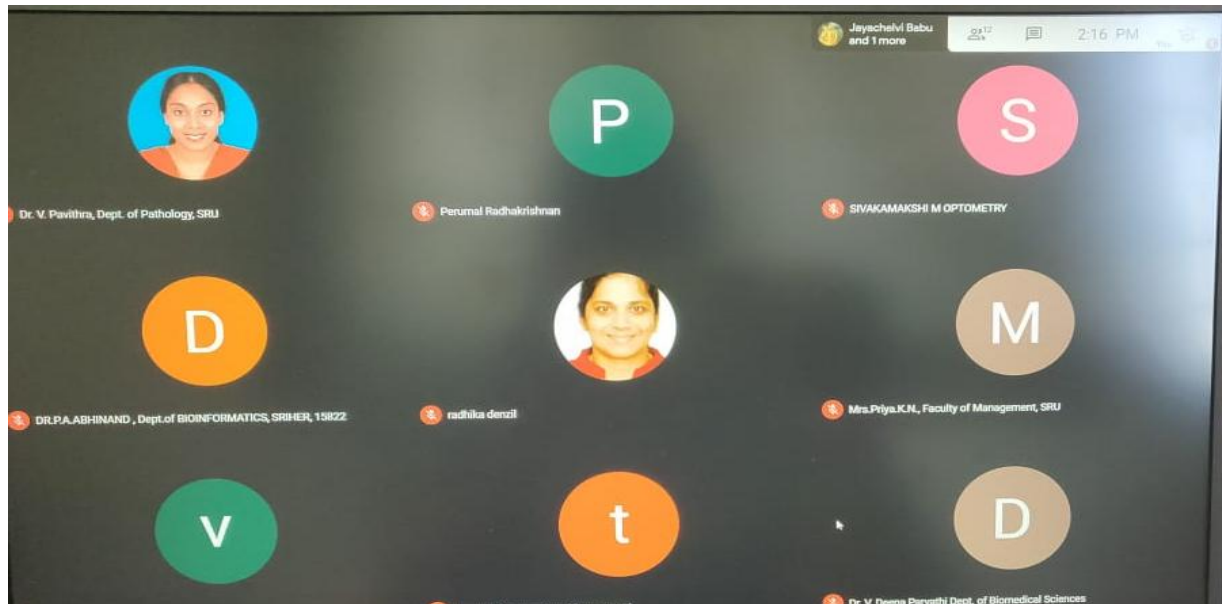 Jayachelvi Babu
and 1 more
12
2:16 PM
You
P
S
Dr. V. Pavithra, Dept. of Pathology, SRU
Perumal Radhakrishnan
SIVAKAMAKSHI M OPTOMETRY
D
M
DR.P.A.ABHINAND , Dept.of BIOINFORMATICS, SRIHER, 15822
radhika denzil
Mrs.Priya.K.N., Faculty of Management, SRU
v
t
D
Dr. V. Deepa Parvathi Dept. of Biomedical Sciences